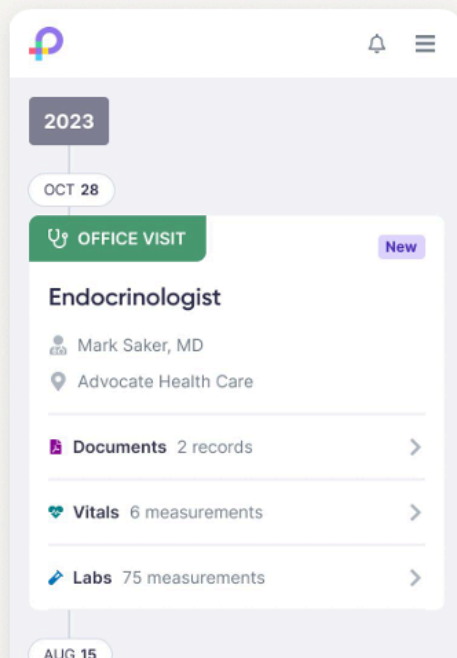 2023
OCT 28
OFFICE VISIT
New
Endocrinologist
Mark Saker, MD
Advocate Health Care
Documents 2 records
Vitals 6 measurements
Labs 75 measurements
AUG 15